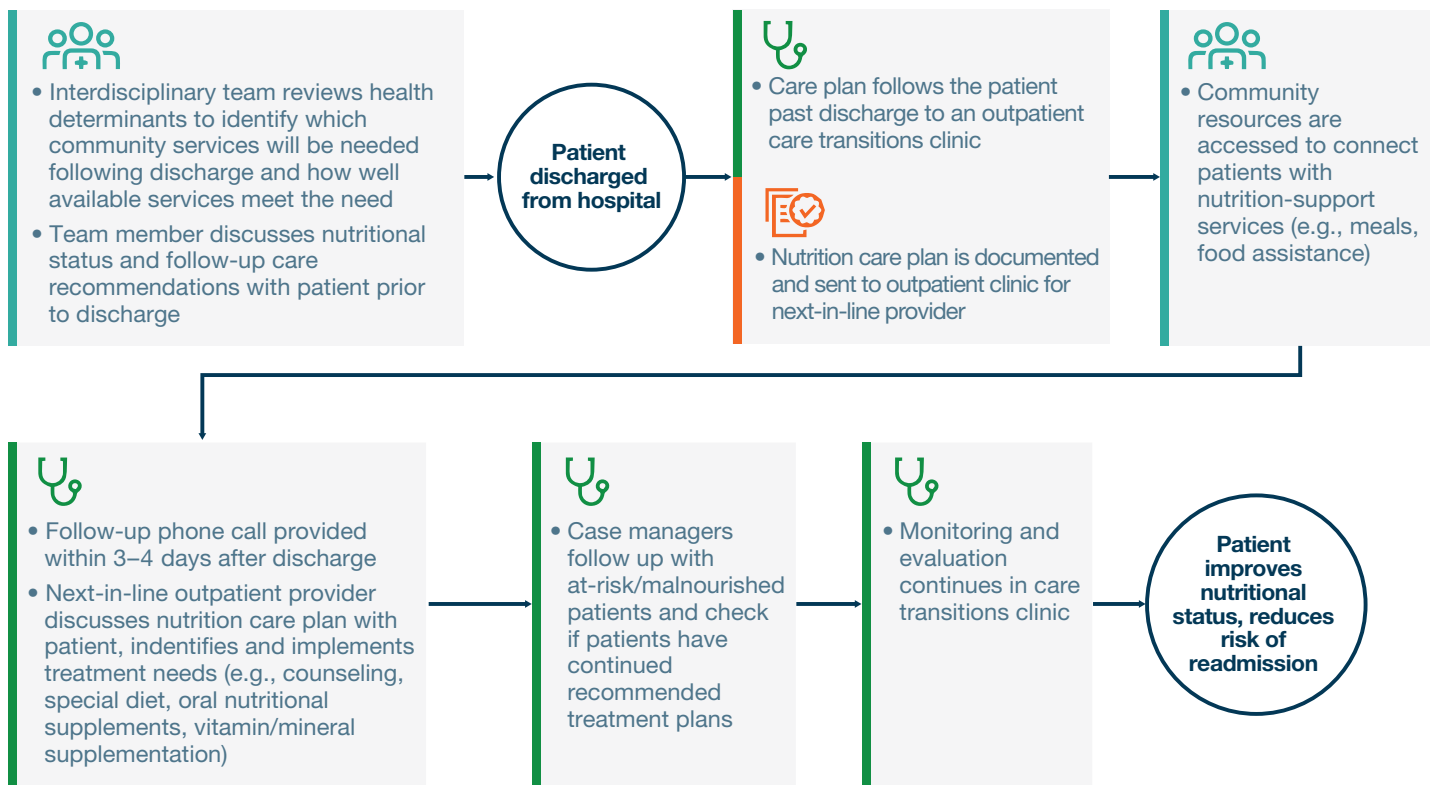 • Interdisciplinary team reviews health
determinants to identify which
community services will be needed
following discharge and how well
available services meet the need
• Team member discusses nutritional
status and follow-up care
recommendations with patient prior
to discharge
Patient
discharged
from hospital
• Care plan follows the patient
past discharge to an outpatient
care transitions clinic
• Nutrition care plan is documented
and sent to outpatient clinic for
next-in-line provider
• Community
resources are
accessed to connect
patients with
nutrition-support
services (e.g., meals,
food assistance)
• Follow-up phone call provided
within 3–4 days after discharge
• Next-in-line outpatient provider
discusses nutrition care plan with
patient, indentifies and implements
treatment needs (e.g., counseling,
special diet, oral nutritional
supplements, vitamin/mineral
supplementation)
• Case managers
follow up with
at-risk/malnourished
patients and check
if patients have
continued
recommended
treatment plans
• Monitoring and
evaluation
continues in care
transitions clinic
Patient
improves
nutritional
status, reduces
risk of
readmission